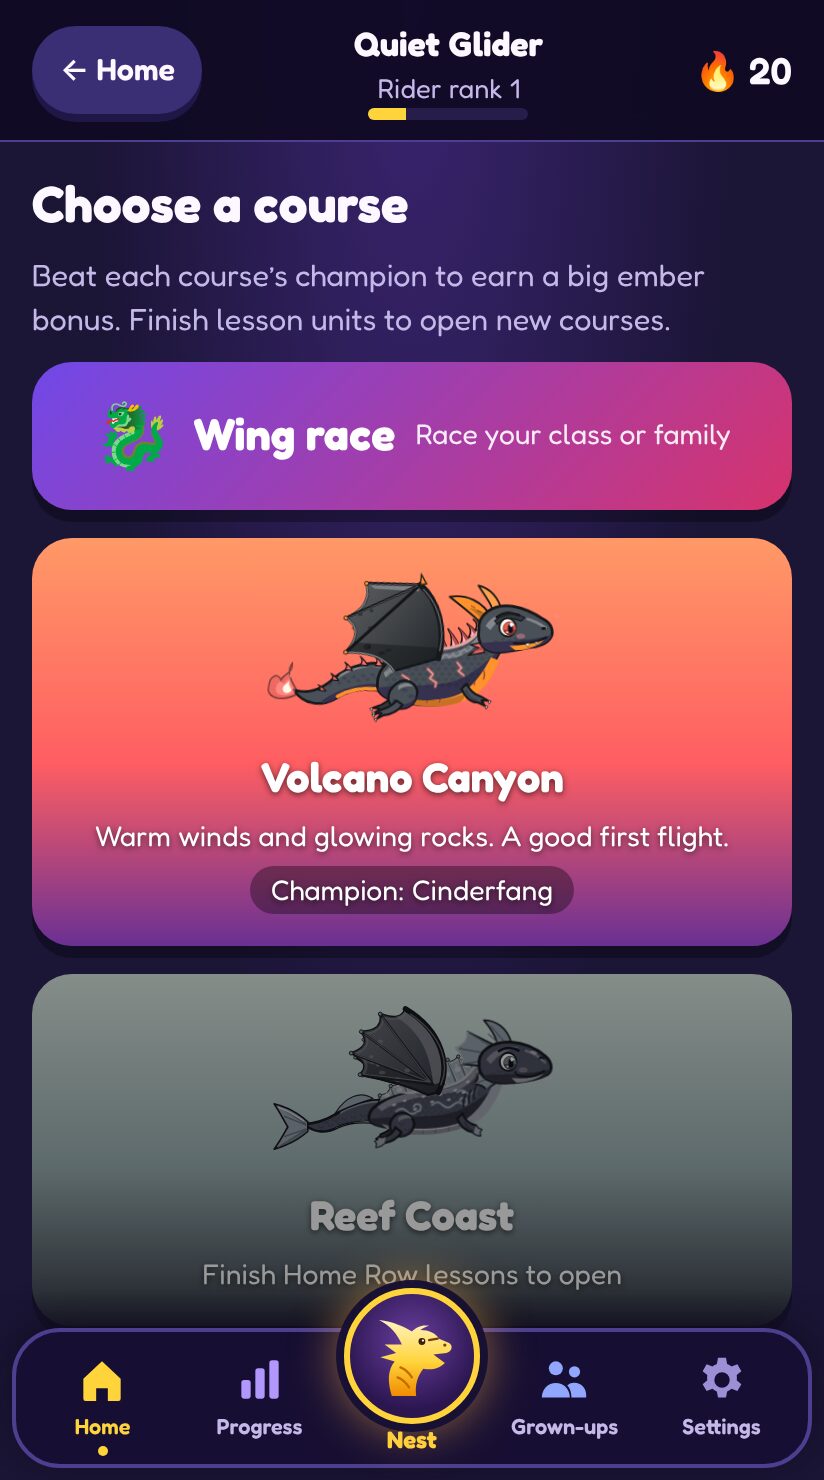 ← Home
Quiet Glider
Rider rank 1
20
Choose a course
Beat each course’s champion to earn a big ember
bonus. Finish lesson units to open new courses.
Wing race Race your class or family
Volcano Canyon
Warm winds and glowing rocks. A good first flight.
Champion: Cinderfang
Reef Coast
Finish Home Row lessons to open
Home
Progress
Nest
Grown-ups
Settings